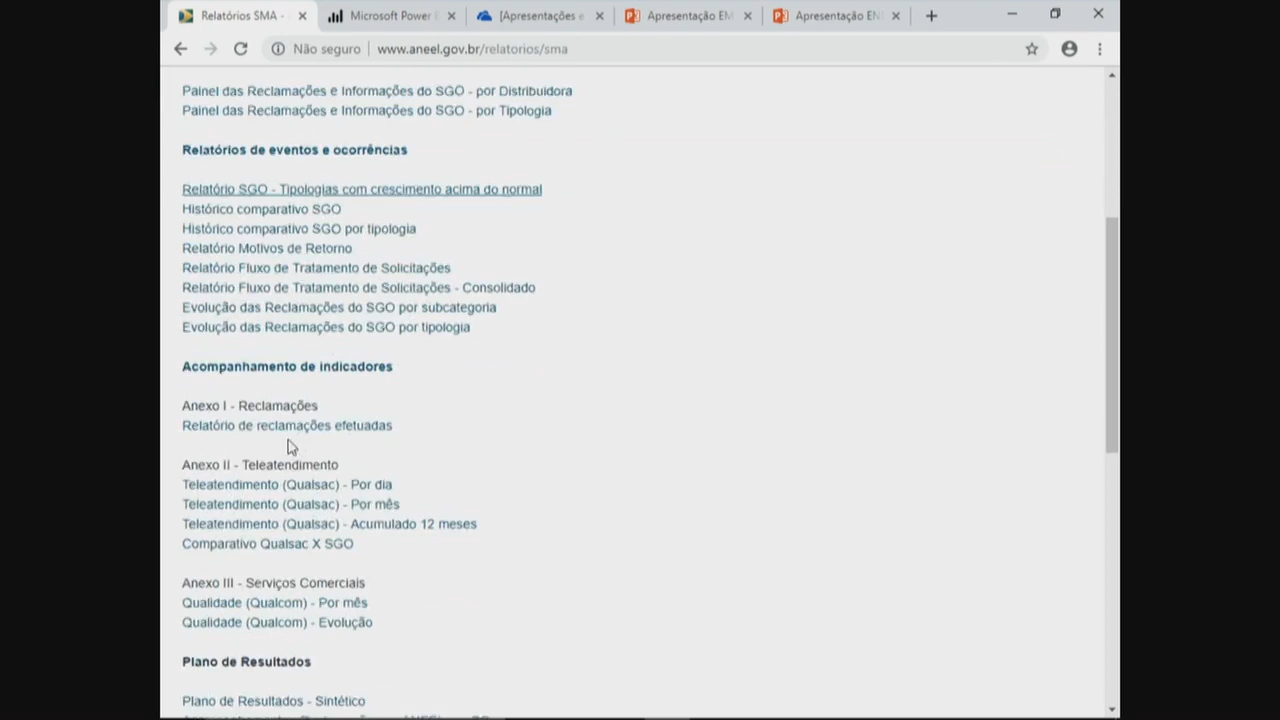 Relatórios SMA -
Microsoft Power
[Apresentações e
Apresentação EM
Apresentação EN
Não seguro
www.aneel.gov.br/relatorios/sma
Painel das Reclamações e Informações do SGO - por Distribuidora
Painel das Reclamações e Informações do SGO - por Tipologia
Relatórios de eventos e ocorrências
Relatório SGO - Tipologias com crescimento acima do normal
Histórico comparativo SGO
Histórico comparativo SGO por tipologia
Relatório Motivos de Retorno
Relatório Fluxo de Tratamento de Solicitações
Relatório Fluxo de Tratamento de Solicitações - Consolidado
Evolução das Reclamações do SGO por subcategoria
Evolução das Reclamações do SGO por tipologia
Acompanhamento de indicadores
Anexo I - Reclamações
Relatório de reclamações efetuadas
Anexo II - Teleatendimento
Teleatendimento (Qualsac) - Por dia
Teleatendimento (Qualsac) - Por mês
Teleatendimento (Qualsac) - Acumulado 12 meses
Comparativo Qualsac X SGO
Anexo III - Serviços Comerciais
Qualidade (Qualcom) - Por mês
Qualidade (Qualcom) - Evolução
Plano de Resultados
Plano de Resultados - Sintético